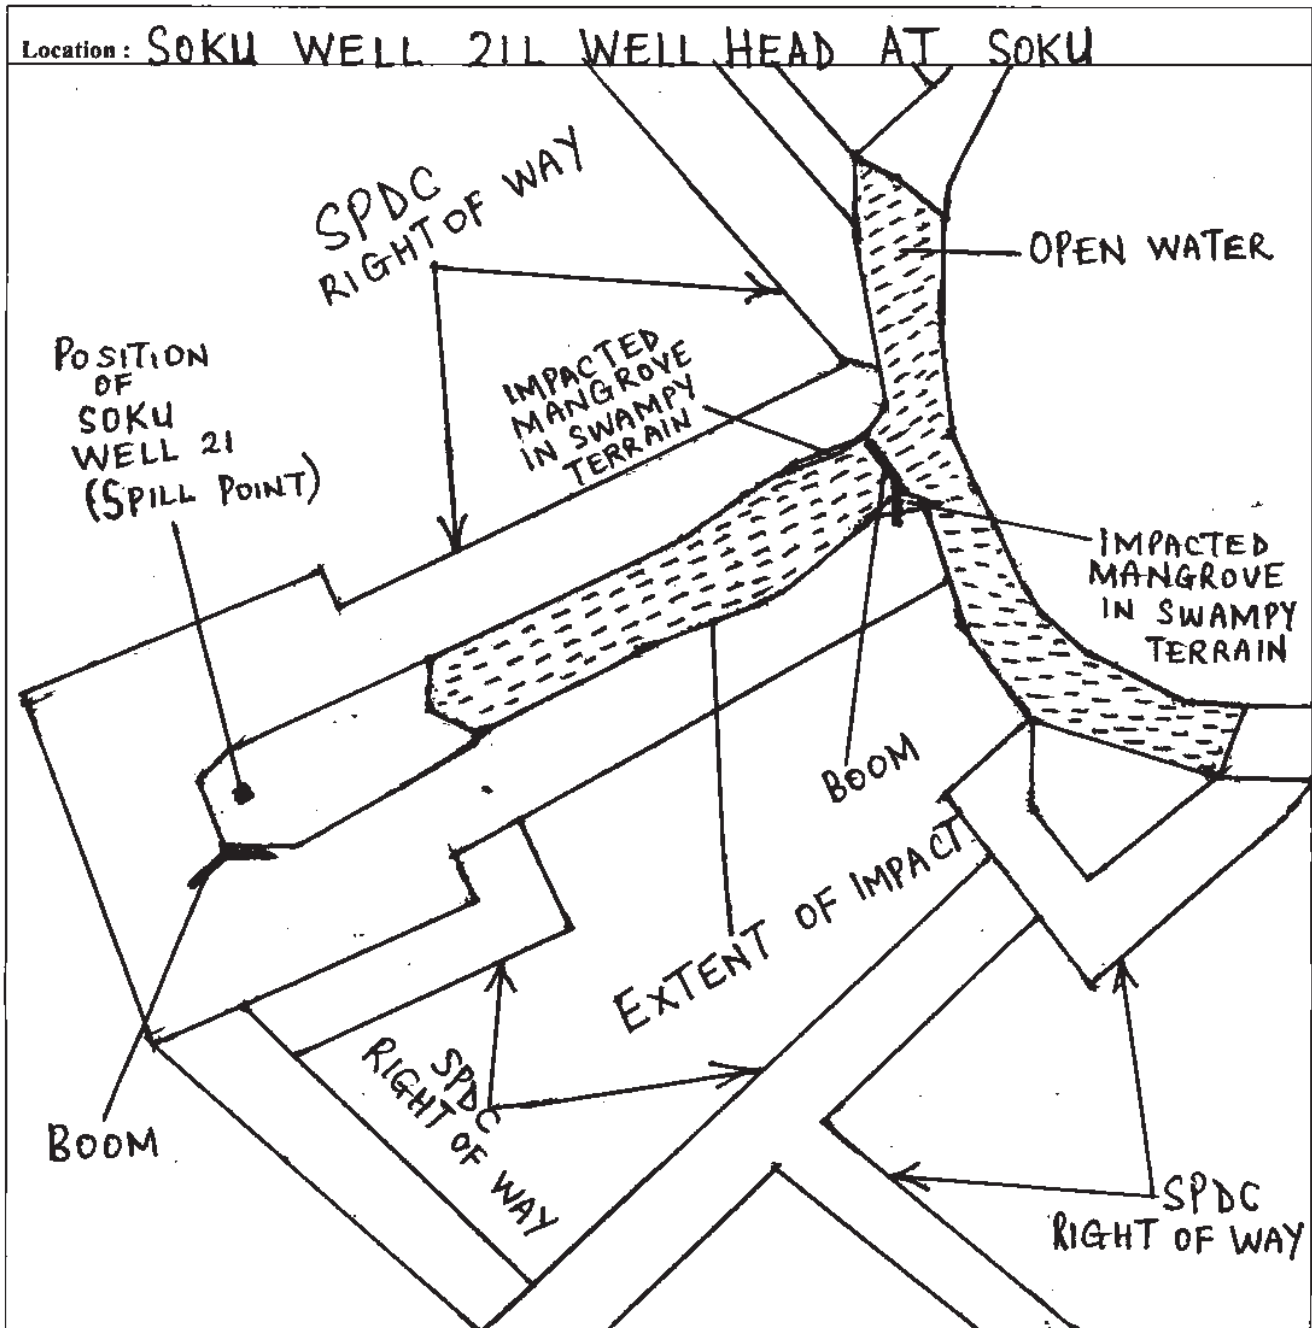 Location : SOKU WELL 21L WELL HEAD AT SOKU
SPDC
RIGHT OF WAY
OPEN WATER
POSITION
OF
SOKU
WELL 21
(SPILL POINT)
IMPACTED
MANGROVE
IN SWAMPY
TERRAIN
IMPACTED
MANGROVE
IN SWAMPY
TERRAIN
BOOM
EXTENT OF IMPACT
SPDC
RIGHT OF WAY
BOOM
SPDC
RIGHT OF WAY